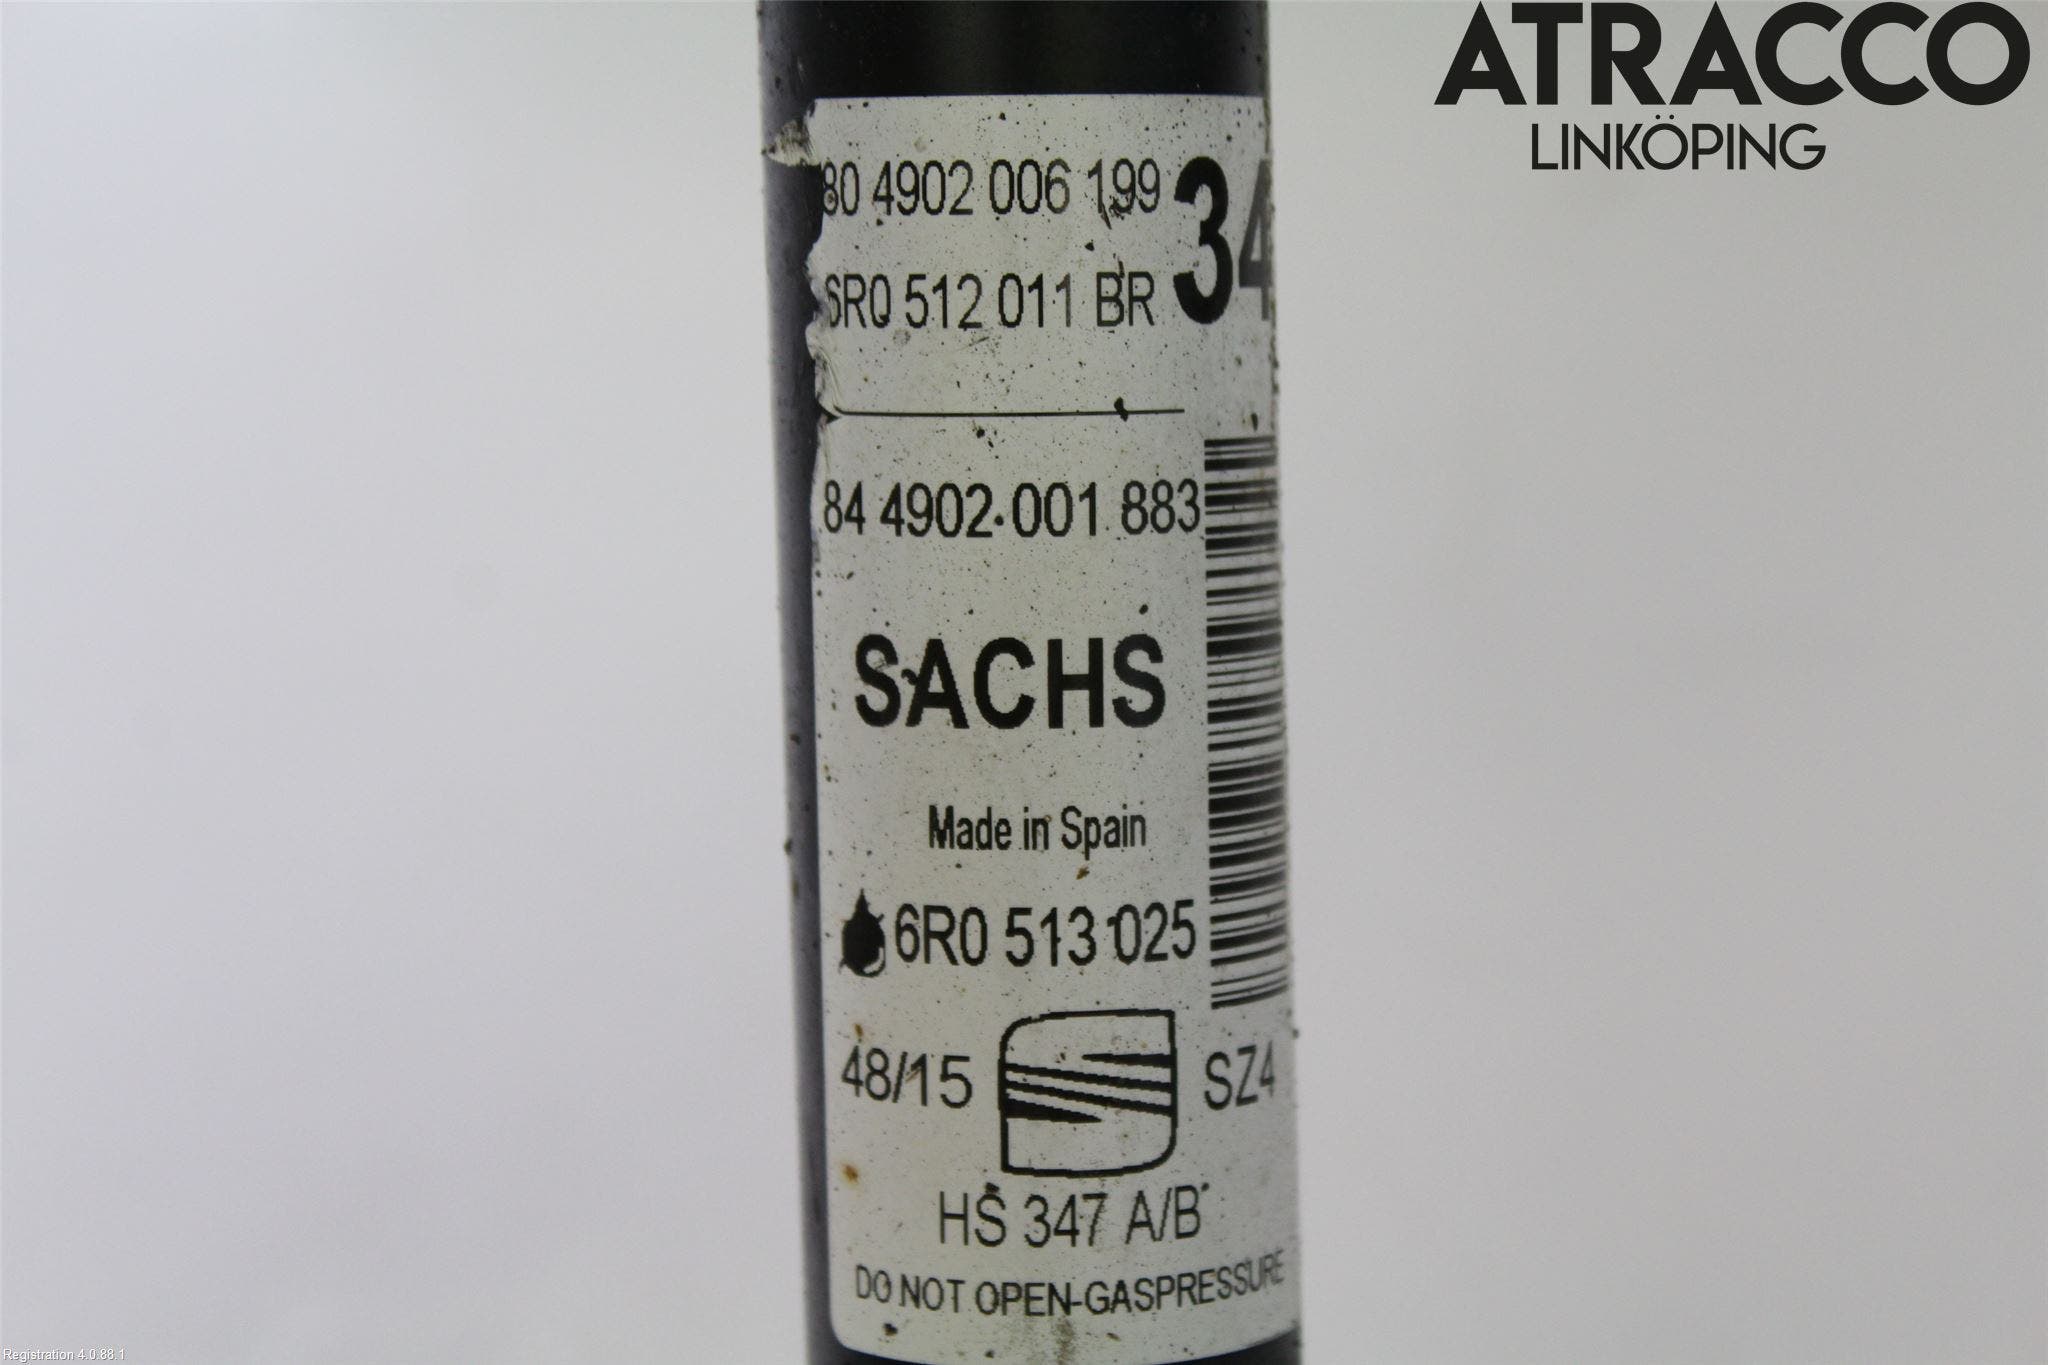 ATRACCO
LINKÖPING
80 4902 006 199
34
6R0 512 011 BR
84 4902 001 883
SACHS
Made in Spain
6R0 513 025
48/15
SZ4
HS 347 A/B
DO NOT OPEN-GASPRESSURE
Registration 4.0.88.1